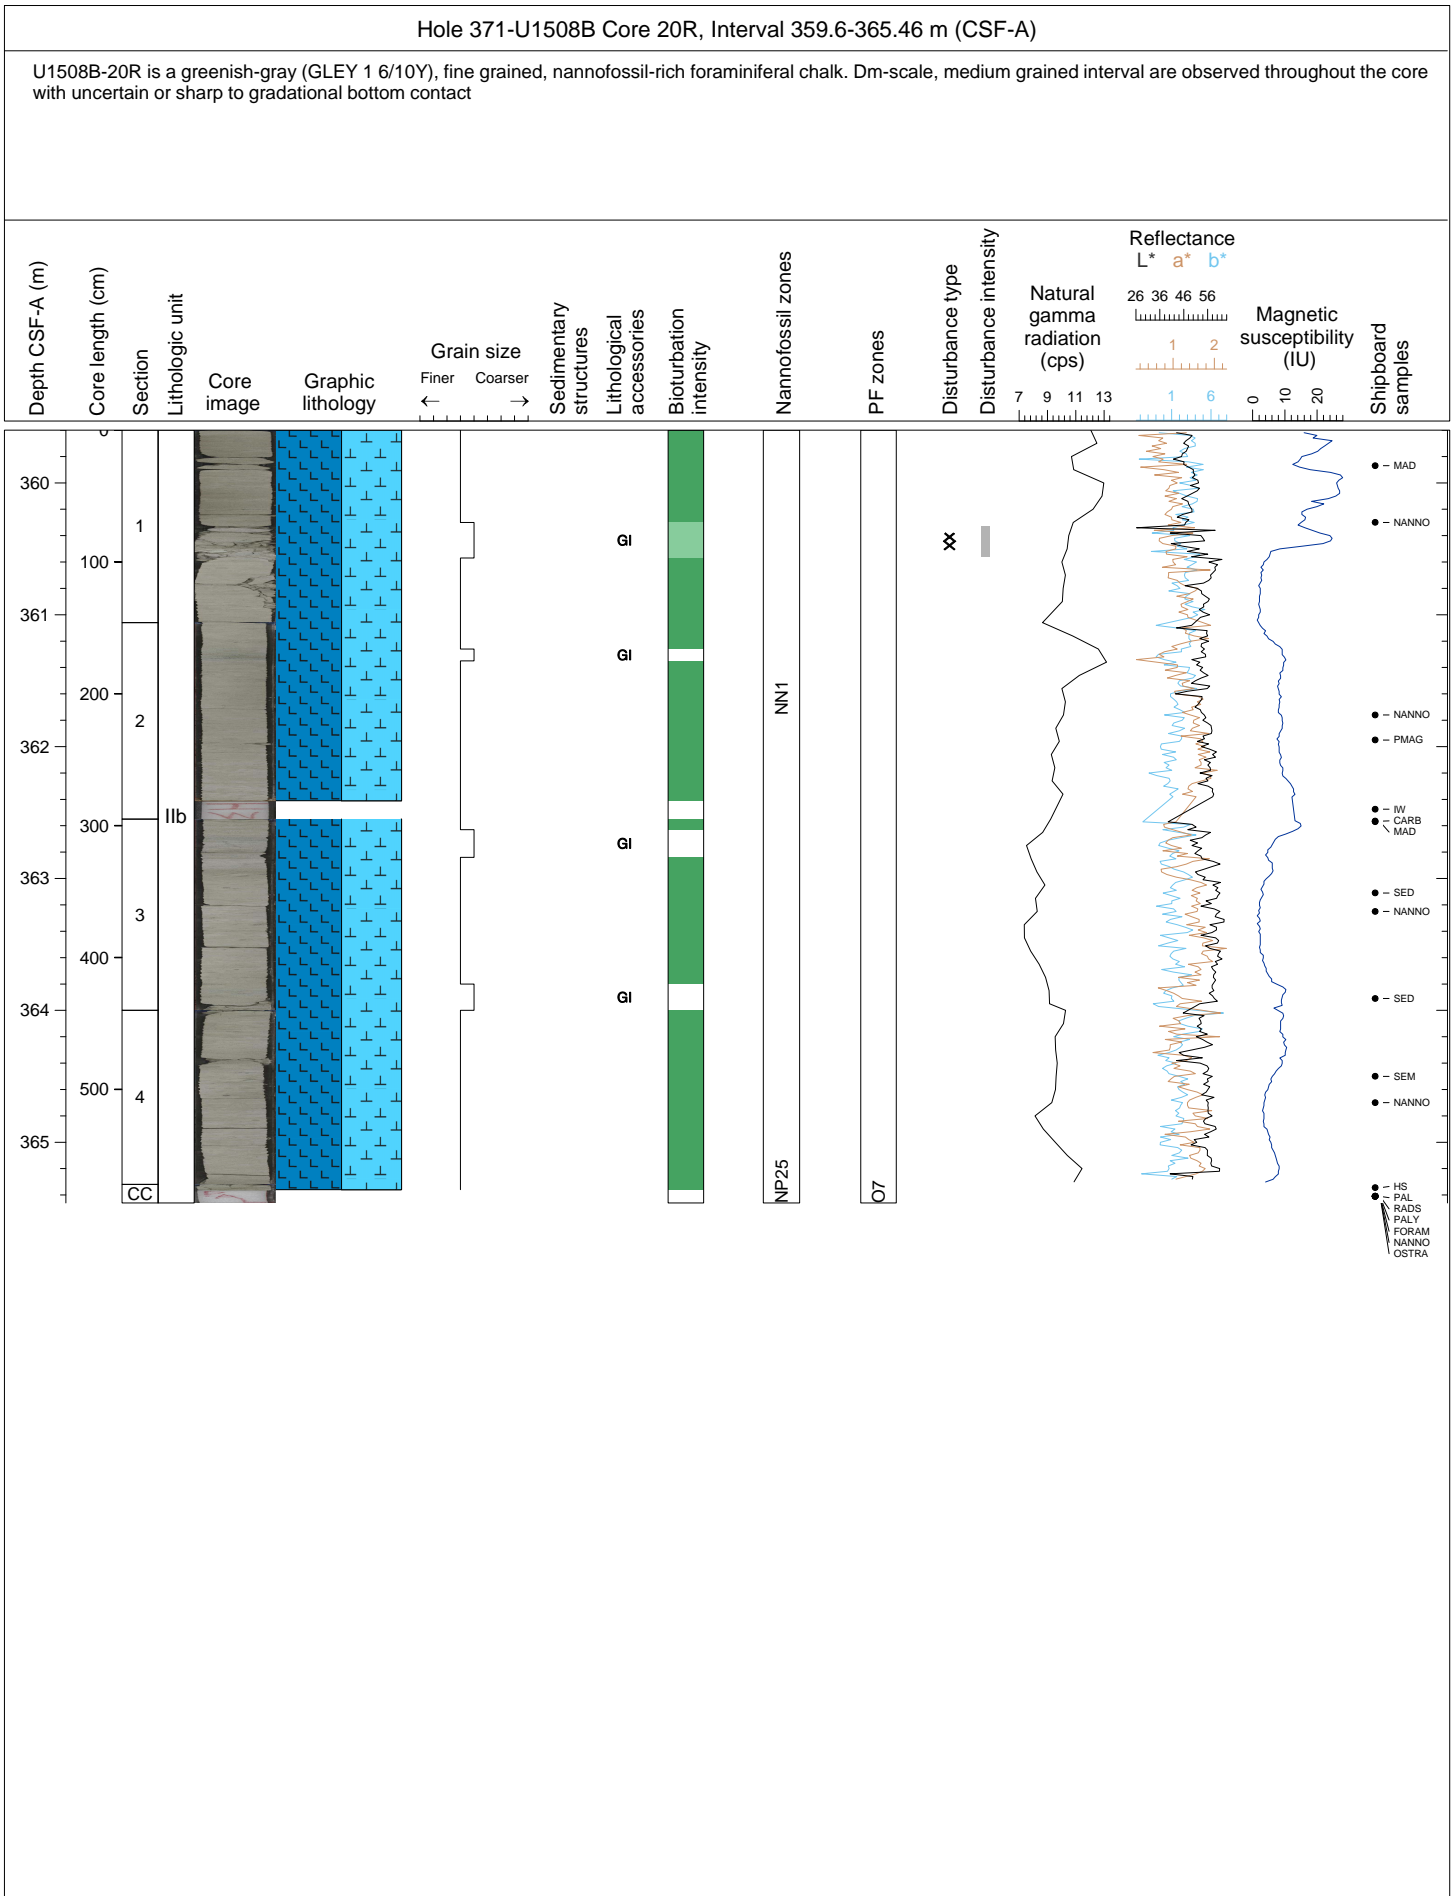 Hole 371-U1508B Core 20R, Interval 359.6-365.46 m (CSF-A)
U1508B-20R is a greenish-gray (GLEY 1 6/10Y), fine grained, nannofossil-rich foraminiferal chalk. Dm-scale, medium grained interval are observed throughout the core
with uncertain or sharp to gradational bottom contact
Depth CSF-A (m)
Core length (cm)
Section
Lithologic unit
Core
image
Graphic
lithology
Grain size
Finer Coarser
← →
Sedimentary
structures
Lithological
accessories
Bioturbation
intensity
Nannofossil zones
PF zones
Disturbance type
Disturbance intensity
Natural
gamma
radiation
(cps)
7 9 11 13
Reflectance
L* a* b*
26 36 46 56
1 2
1 6
Magnetic
susceptibility
(IU)
0 10 20
Shipboard
samples
0
360
100
361
200
362
300
363
400
364
500
365
1
2
3
4
CC
IIb
GI
GI
GI
GI
NN1
NP25
O7
MAD
NANNO
NANNO
PMAG
IW
CARB
MAD
SED
NANNO
SED
SEM
NANNO
HS
PAL
RADS
PALY
FORAM
NANNO
OSTRA